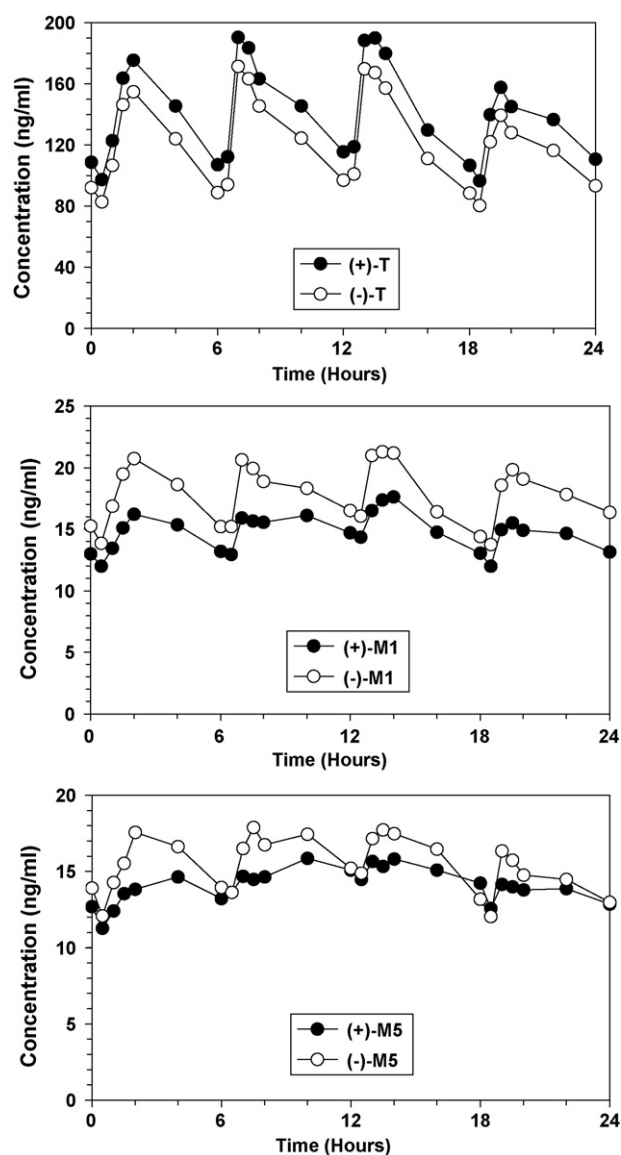 200
160
120
80
40
0
Concentration (ng/ml)
(+)-T
(-)-T
0 6 12 18 24
Time (Hours)
25
20
15
10
5
0
Concentration (ng/ml)
(+)-M1
(-)-M1
0 6 12 18 24
Time (Hours)
20
15
10
5
0
Concentration (ng/ml)
(+)-M5
(-)-M5
0 6 12 18 24
Time (Hours)